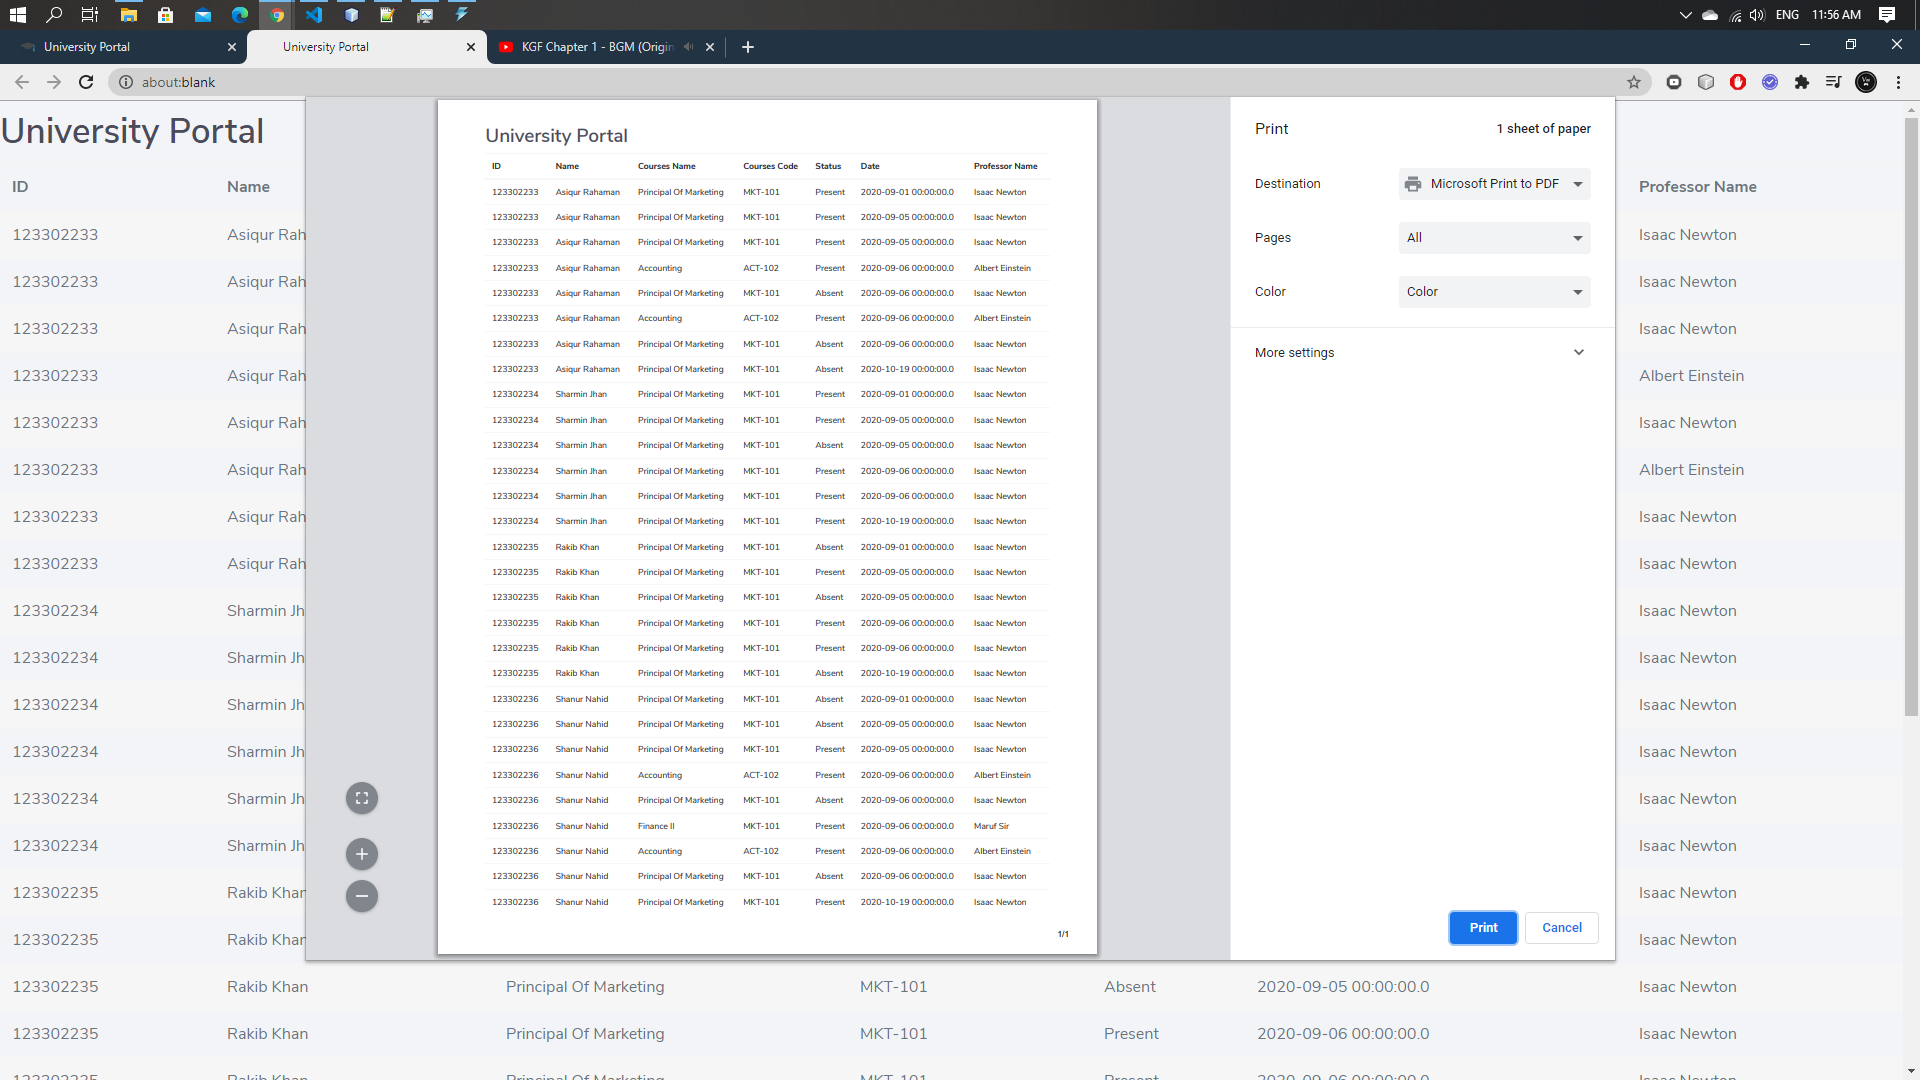 ENG 11:56 AM
University Portal University Portal KGF Chapter 1 - BGM (Origin
about:blank
University Portal
ID Name Professor Name
123302233 Asiqur Rah Isaac Newton
123302233 Asiqur Rah Isaac Newton
123302233 Asiqur Rah Isaac Newton
123302233 Asiqur Rah Albert Einstein
123302233 Asiqur Rah Isaac Newton
123302233 Asiqur Rah Albert Einstein
123302233 Asiqur Rah Isaac Newton
123302233 Asiqur Rah Isaac Newton
123302234 Sharmin Jh Isaac Newton
123302234 Sharmin Jh Isaac Newton
123302234 Sharmin Jh Isaac Newton
123302234 Sharmin Jh Isaac Newton
123302234 Sharmin Jh Isaac Newton
123302234 Sharmin Jh Isaac Newton
123302235 Rakib Khan Isaac Newton
123302235 Rakib Khan Isaac Newton
123302235 Rakib Khan Principal Of Marketing MKT-101 Absent 2020-09-05 00:00:00.0 Isaac Newton
123302235 Rakib Khan Principal Of Marketing MKT-101 Present 2020-09-06 00:00:00.0 Isaac Newton
123302235 Rakib Khan Principal Of Marketing MKT-101 Present 2020-09-06 00:00:00.0 Isaac Newton
University Portal
ID Name Courses Name Courses Code Status Date Professor Name
123302233 Asiqur Rahaman Principal Of Marketing MKT-101 Present 2020-09-01 00:00:00.0 Isaac Newton
123302233 Asiqur Rahaman Principal Of Marketing MKT-101 Present 2020-09-05 00:00:00.0 Isaac Newton
123302233 Asiqur Rahaman Principal Of Marketing MKT-101 Present 2020-09-05 00:00:00.0 Isaac Newton
123302233 Asiqur Rahaman Accounting ACT-102 Present 2020-09-06 00:00:00.0 Albert Einstein
123302233 Asiqur Rahaman Principal Of Marketing MKT-101 Absent 2020-09-06 00:00:00.0 Isaac Newton
123302233 Asiqur Rahaman Accounting ACT-102 Present 2020-09-06 00:00:00.0 Albert Einstein
123302233 Asiqur Rahaman Principal Of Marketing MKT-101 Absent 2020-09-06 00:00:00.0 Isaac Newton
123302233 Asiqur Rahaman Principal Of Marketing MKT-101 Absent 2020-10-19 00:00:00.0 Isaac Newton
123302234 Sharmin Jhan Principal Of Marketing MKT-101 Present 2020-09-01 00:00:00.0 Isaac Newton
123302234 Sharmin Jhan Principal Of Marketing MKT-101 Present 2020-09-05 00:00:00.0 Isaac Newton
123302234 Sharmin Jhan Principal Of Marketing MKT-101 Absent 2020-09-05 00:00:00.0 Isaac Newton
123302234 Sharmin Jhan Principal Of Marketing MKT-101 Present 2020-09-06 00:00:00.0 Isaac Newton
123302234 Sharmin Jhan Principal Of Marketing MKT-101 Present 2020-09-06 00:00:00.0 Isaac Newton
123302234 Sharmin Jhan Principal Of Marketing MKT-101 Present 2020-10-19 00:00:00.0 Isaac Newton
123302235 Rakib Khan Principal Of Marketing MKT-101 Absent 2020-09-01 00:00:00.0 Isaac Newton
123302235 Rakib Khan Principal Of Marketing MKT-101 Present 2020-09-05 00:00:00.0 Isaac Newton
123302235 Rakib Khan Principal Of Marketing MKT-101 Absent 2020-09-05 00:00:00.0 Isaac Newton
123302235 Rakib Khan Principal Of Marketing MKT-101 Present 2020-09-06 00:00:00.0 Isaac Newton
123302235 Rakib Khan Principal Of Marketing MKT-101 Present 2020-09-06 00:00:00.0 Isaac Newton
123302235 Rakib Khan Principal Of Marketing MKT-101 Absent 2020-10-19 00:00:00.0 Isaac Newton
123302236 Shanur Nahid Principal Of Marketing MKT-101 Absent 2020-09-01 00:00:00.0 Isaac Newton
123302236 Shanur Nahid Principal Of Marketing MKT-101 Absent 2020-09-05 00:00:00.0 Isaac Newton
123302236 Shanur Nahid Principal Of Marketing MKT-101 Present 2020-09-05 00:00:00.0 Isaac Newton
123302236 Shanur Nahid Accounting ACT-102 Present 2020-09-06 00:00:00.0 Albert Einstein
123302236 Shanur Nahid Principal Of Marketing MKT-101 Absent 2020-09-06 00:00:00.0 Isaac Newton
123302236 Shanur Nahid Finance II MKT-101 Present 2020-09-06 00:00:00.0 Maruf Sir
123302236 Shanur Nahid Accounting ACT-102 Present 2020-09-06 00:00:00.0 Albert Einstein
123302236 Shanur Nahid Principal Of Marketing MKT-101 Absent 2020-09-06 00:00:00.0 Isaac Newton
123302236 Shanur Nahid Principal Of Marketing MKT-101 Present 2020-10-19 00:00:00.0 Isaac Newton
1/1
Print 1 sheet of paper
Destination Microsoft Print to PDF
Pages All
Color Color
More settings
Print Cancel